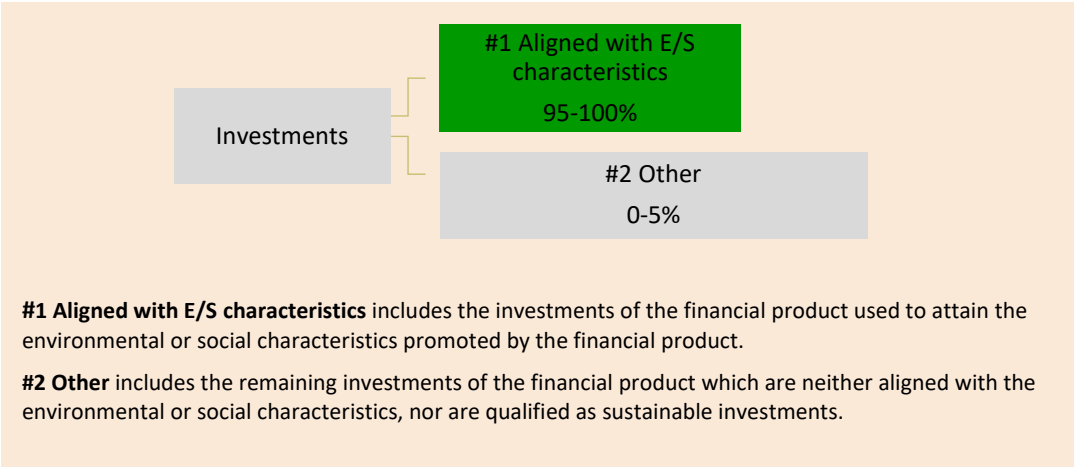 #1 Aligned with E/S
characteristics
95-100%
Investments
#2 Other
0-5%
#1 Aligned with E/S characteristics includes the investments of the financial product used to attain the
environmental or social characteristics promoted by the financial product.
#2 Other includes the remaining investments of the financial product which are neither aligned with the
environmental or social characteristics, nor are qualified as sustainable investments.